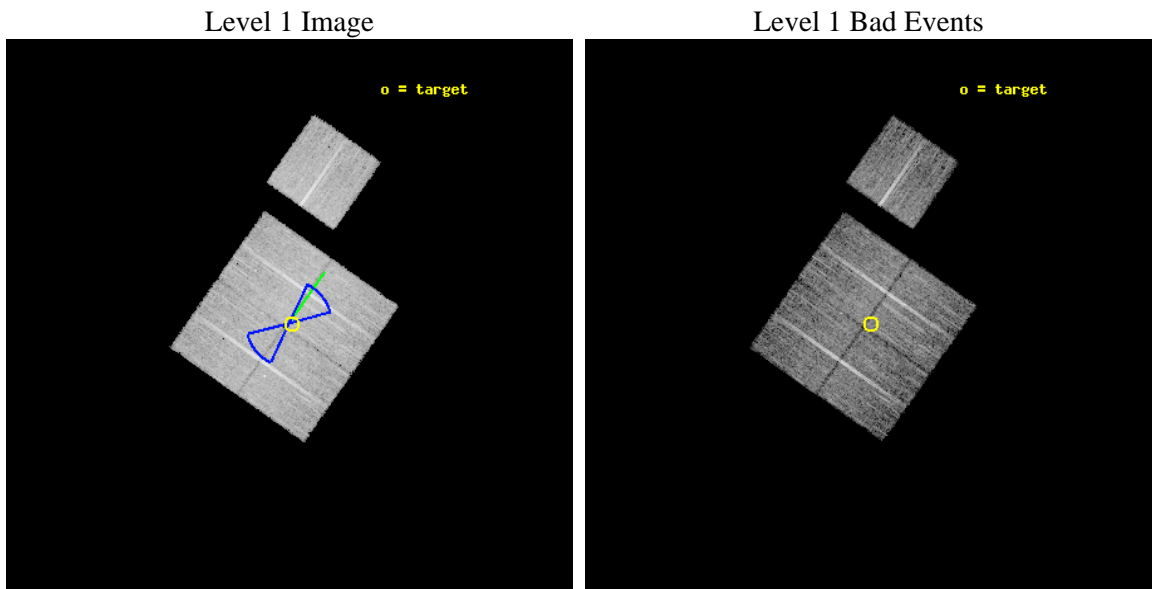 Level 1 Image
Level 1 Bad Events
o = target
o = target